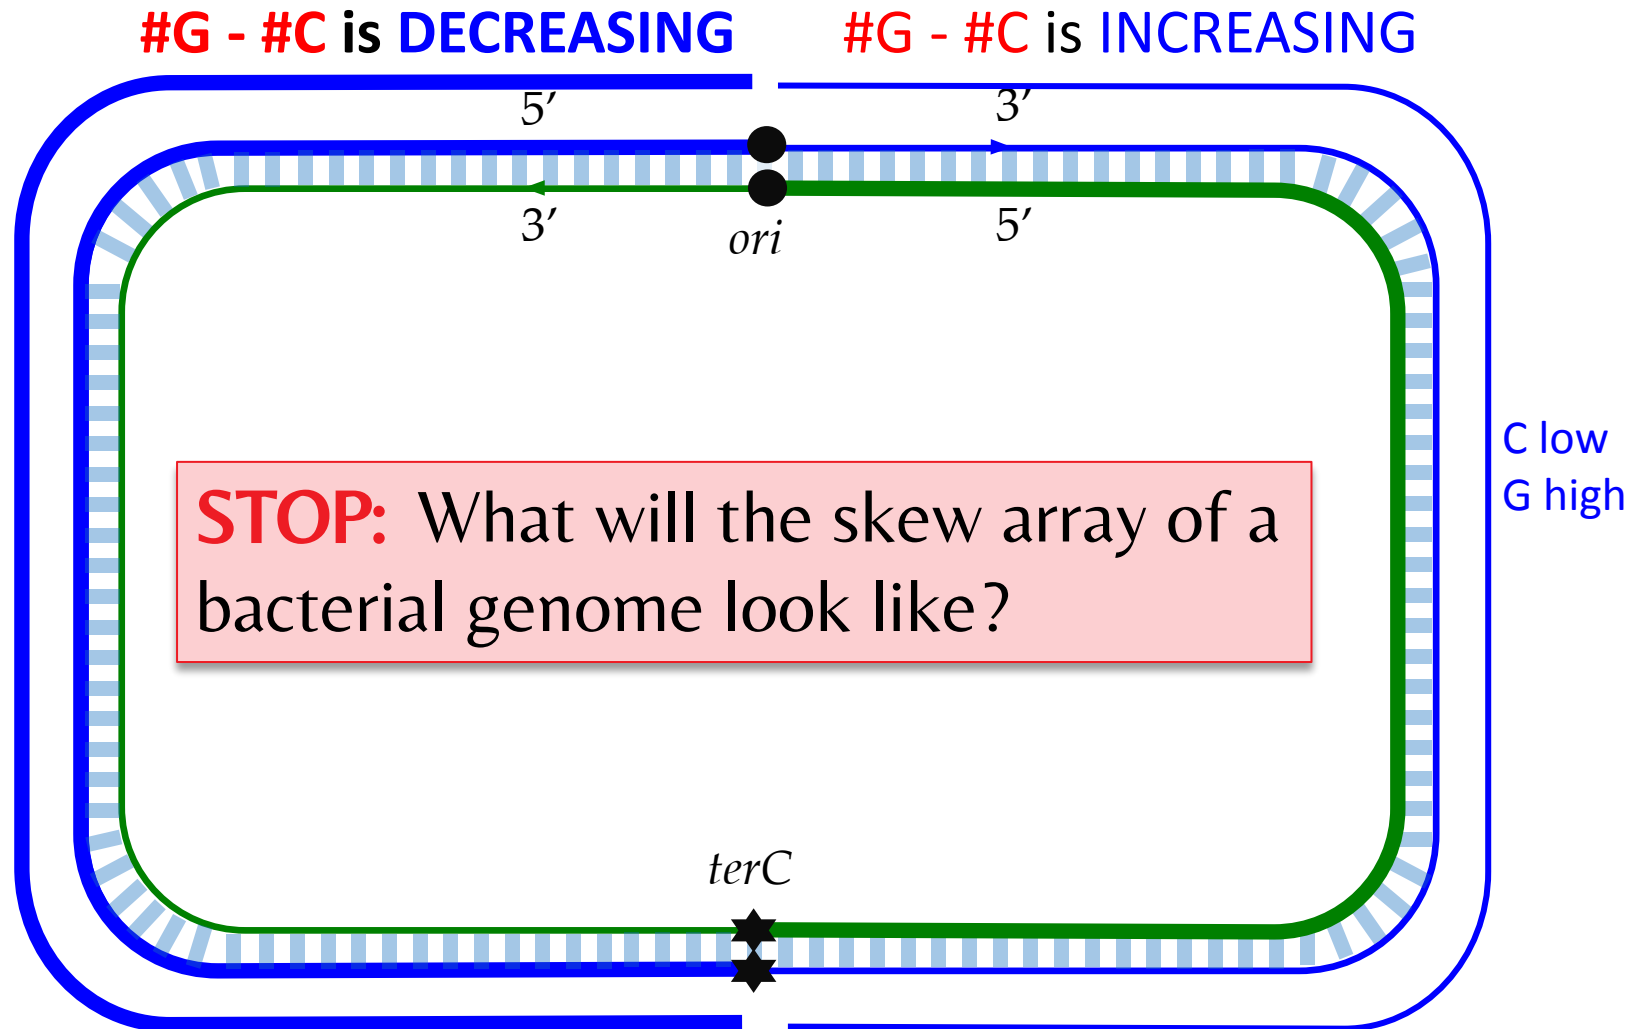 #G - #C is DECREASING
#G - #C is INCREASING
5′
3′
3′
ori
5′
C low
G high
STOP: What will the skew array of a
bacterial genome look like?
terC